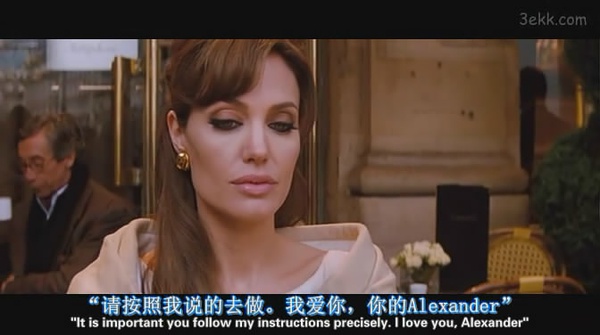 3ekk.com
“请按照我说的去做。我爱你，你的Alexander”
"It is important you follow my instructions precisely. I love you, Alexander"